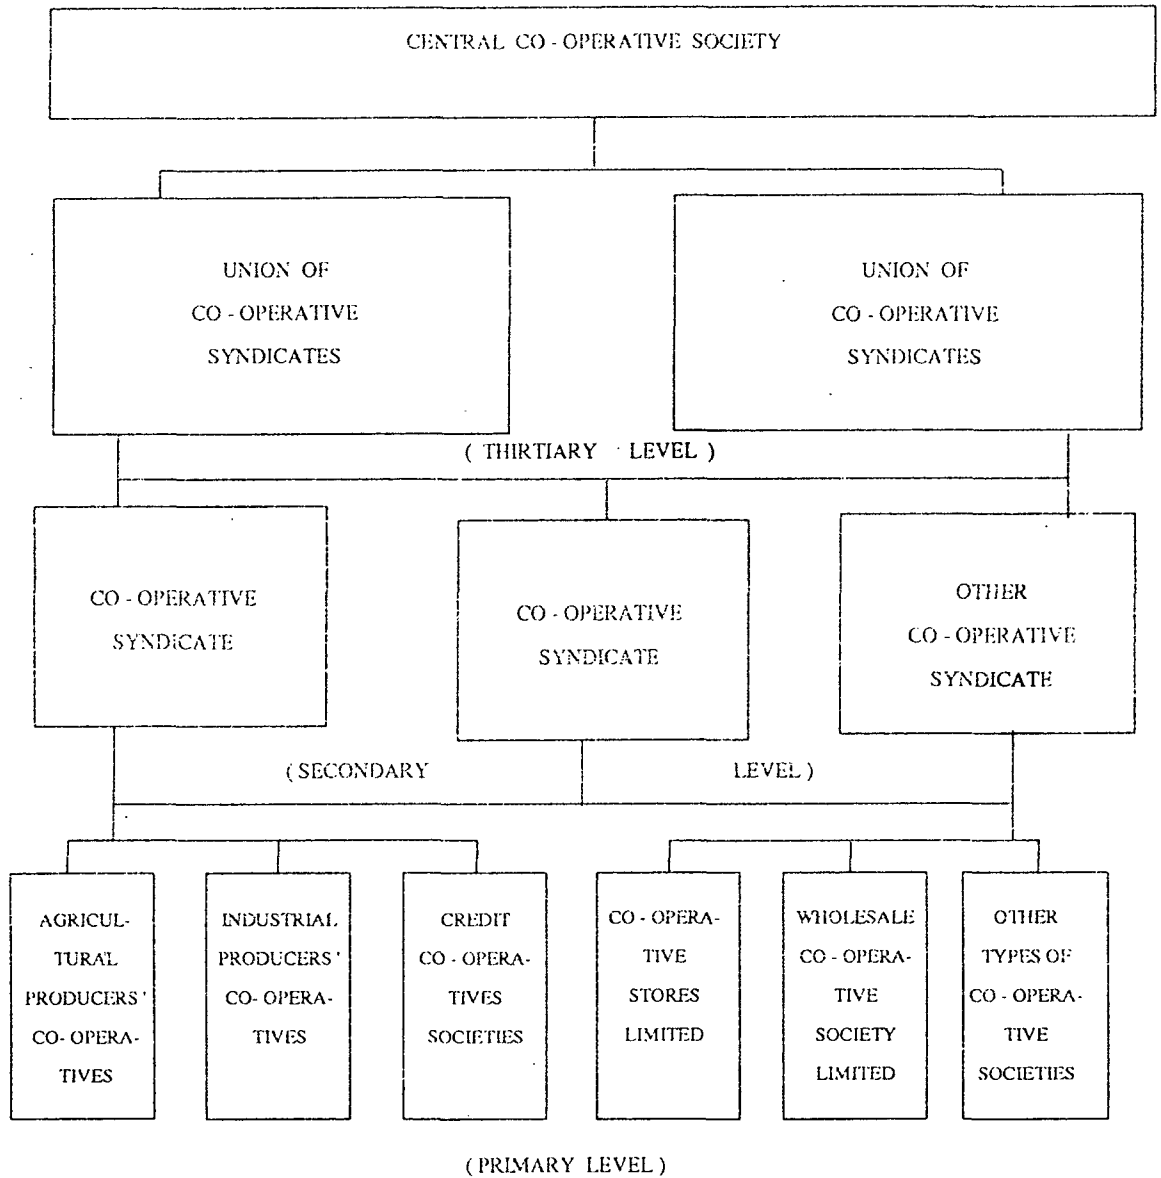 CENTRAL CO - OPERATIVE SOCIETY
UNION OF
CO - OPERATIVE
SYNDICATES
UNION OF
CO - OPERATIVE
SYNDICATES
( THIRTIARY LEVEL )
CO - OPERATIVE
SYNDICATE
CO - OPERATIVE
SYNDICATE
OTHER
CO - OPERATIVE
SYNDICATE
( SECONDARY LEVEL )
AGRICUL-
TURAL
PRODUCERS'
CO- OPERA-
TIVES
INDUSTRIAL
PRODUCERS'
CO- OPERA-
TIVES
CREDIT
CO - OPERA-
TIVES
SOCIETIES
CO - OPERA-
TIVE
STORES
LIMITED
WHOLESALE
CO - OPERA-
TIVE
SOCIETY
LIMITED
OTHER
TYPES OF
CO - OPERA-
TIVE
SOCIETIES
( PRIMARY LEVEL )